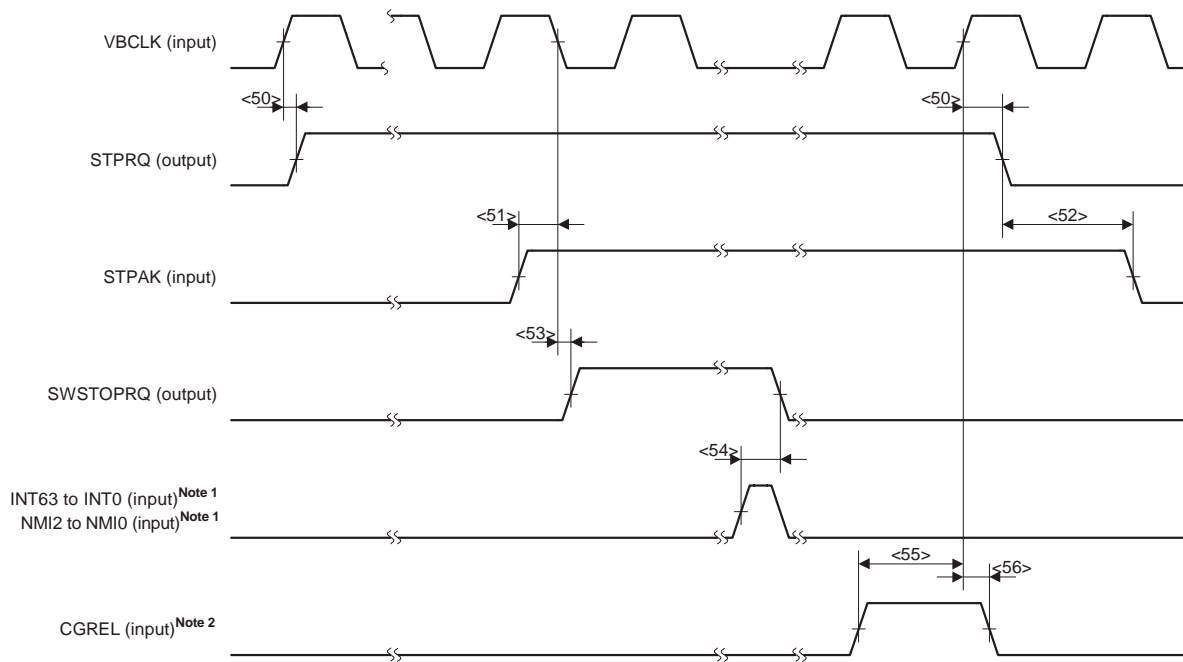 VBCLK (input)
<50>
<50>
STPRQ (output)
<51>
<52>
STPAK (input)
<53>
SWSTOPRQ (output)
<54>
INT63 to INT0 (input)Note 1
NMI2 to NMI0 (input)Note 1
<55>
<56>
CGREL (input)Note 2